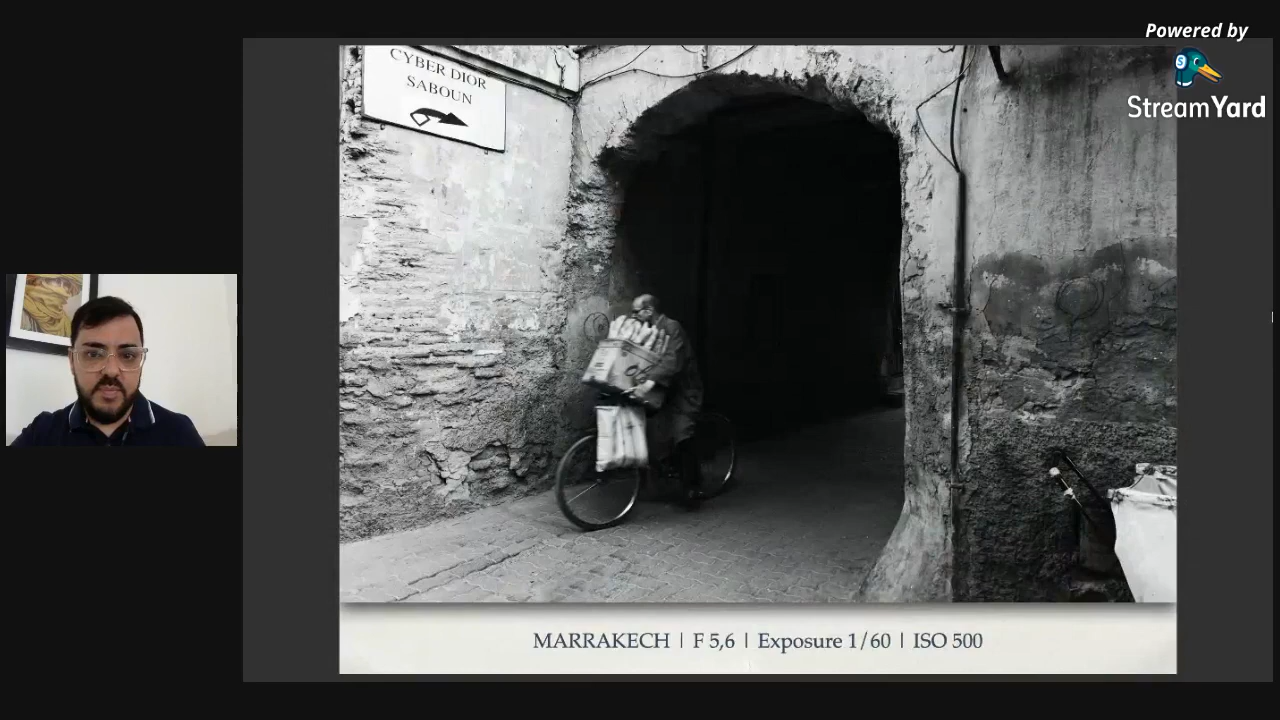 Powered by
StreamYard
CYBER DIOR
SABOUN
MARRAKECH | F 5,6 | Exposure 1/60 | ISO 500